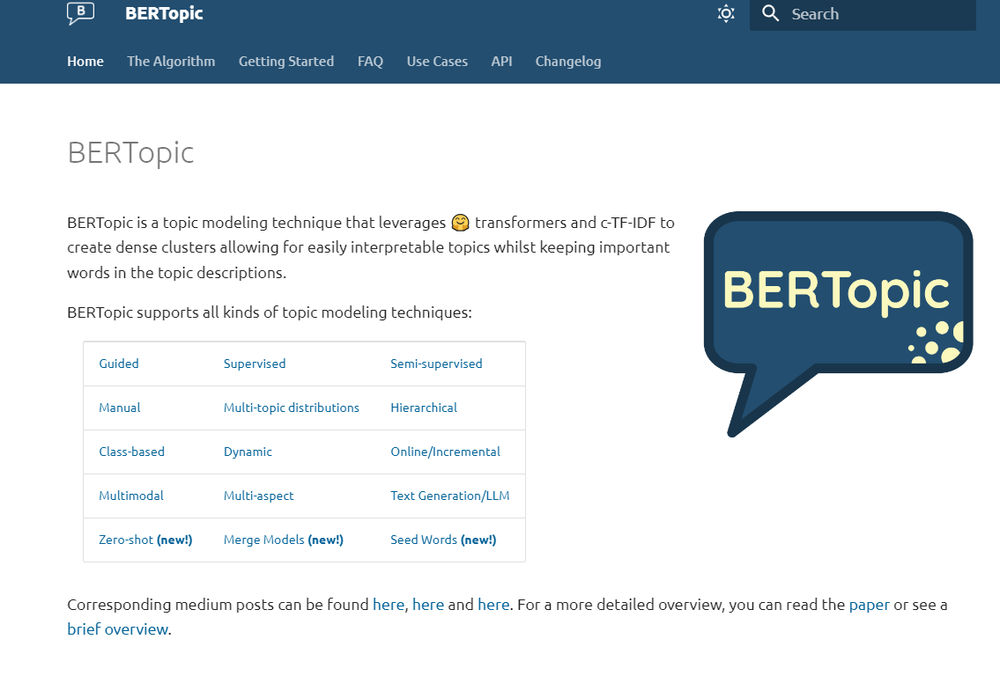 B
BERTopic
Search
Home The Algorithm Getting Started FAQ Use Cases API Changelog
BERTopic
BERTopic is a topic modeling technique that leverages 🤗 transformers and c-TF-IDF to
create dense clusters allowing for easily interpretable topics whilst keeping important
words in the topic descriptions.
BERTopic
BERTopic supports all kinds of topic modeling techniques:
Guided Supervised Semi-supervised
Manual Multi-topic distributions Hierarchical
Class-based Dynamic Online/Incremental
Multimodal Multi-aspect Text Generation/LLM
Zero-shot (new!) Merge Models (new!) Seed Words (new!)
Corresponding medium posts can be found here, here and here. For a more detailed overview, you can read the paper or see a
brief overview.